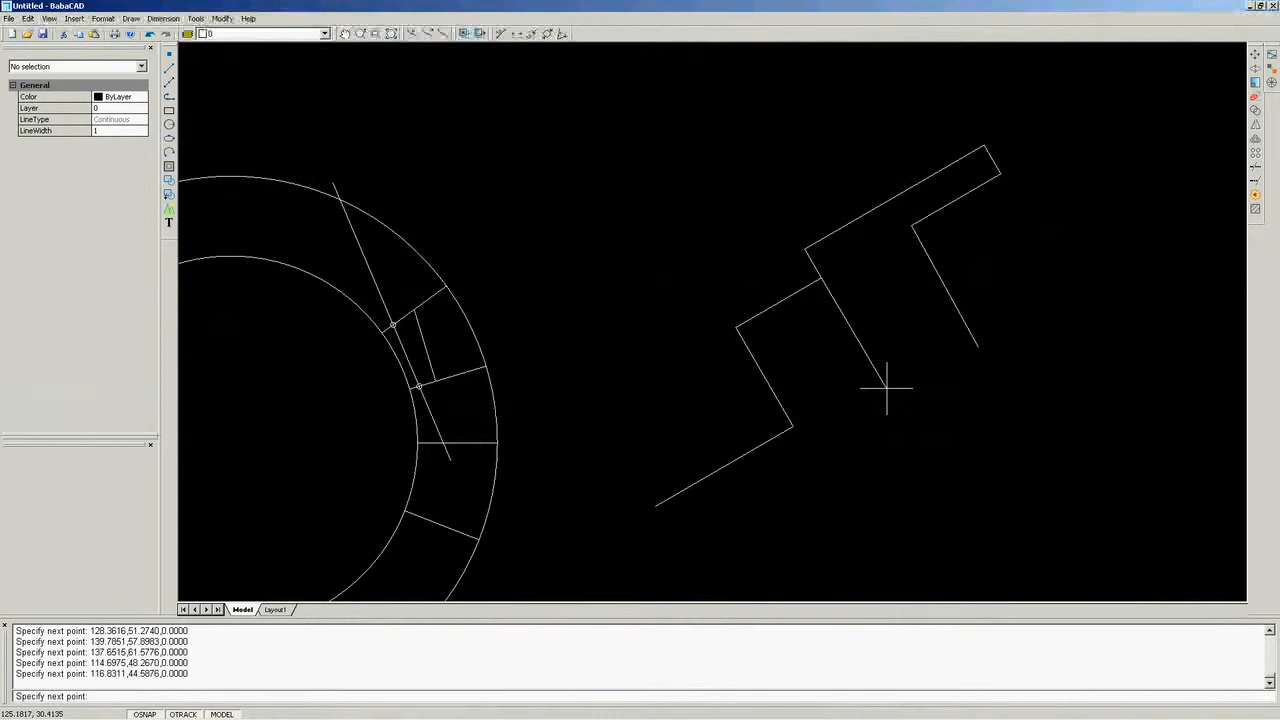 Untitled - BabaCAD
File Edit View Insert Format Draw Dimension Tools Modify Help
0
No selection
General
Color ByLayer
Layer 0
LineType Continuous
LineWidth 1
T
Model Layout1
Specify next point: 128.3616,51.2740,0.0000
Specify next point: 139.7851,57.8983,0.0000
Specify next point: 137.6515,61.5776,0.0000
Specify next point: 114.6975,48.2670,0.0000
Specify next point: 116.8311,44.5876,0.0000
Specify next point:
125.1817, 30.4135 OSNAP OTRACK MODEL